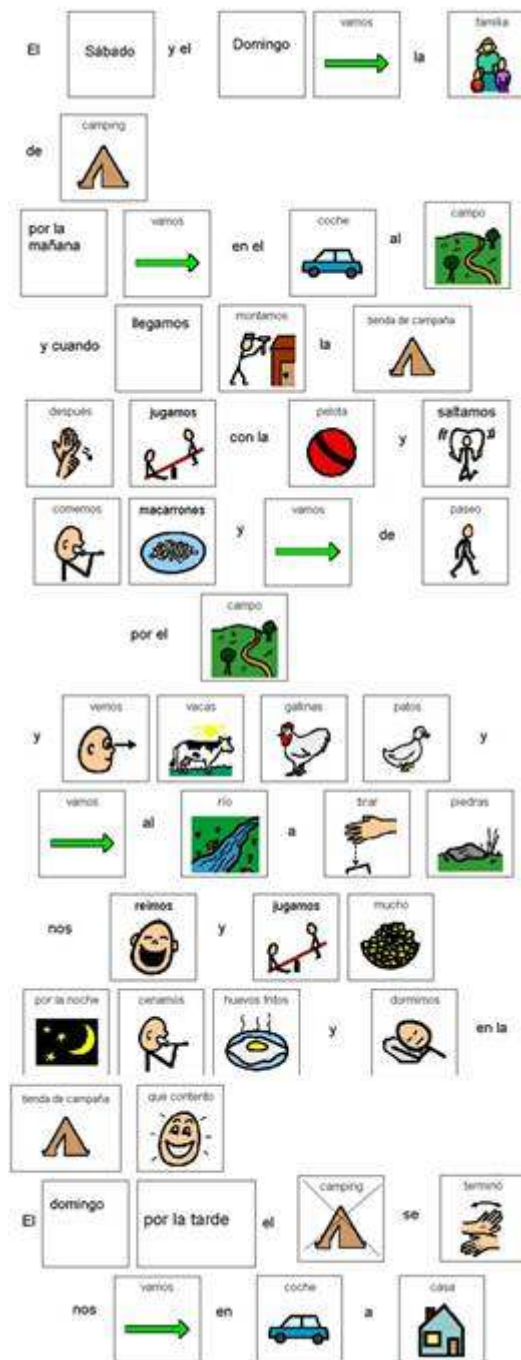 El Sábado y el Domingo vamos la familia
de camping
por la mañana vamos en el coche al campo
y cuando llegamos montamos la tienda de campaña
después jugamos con la pelota y saltamos
comemos macarrones y vamos de paseo
por el campo
y vemos vacas gallinas patos y
vamos al río a tirar piedras
nos reimos y jugamos mucho
por la noche cenamos huevos fritos y dormimos en la
tienda de campaña que contento
El domingo por la tarde el camping se terminó
nos vamos en coche a casa